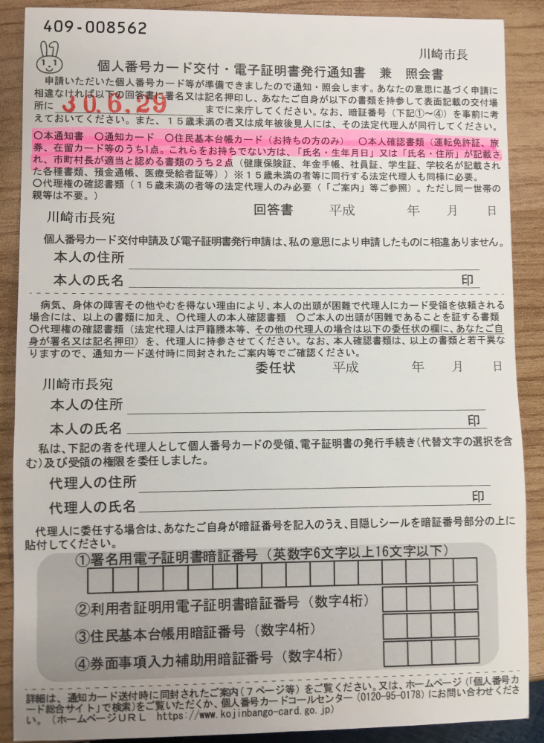 409-008562
川崎市長
個人番号カード交付・電子証明書発行通知書 兼 照会書
申請いただいた個人番号カード等が準備できましたので通知・照会します。あなたの意思に基づく申請に
相違なければ以下の回答書に署名又は記名押印し、あなたご自身が以下の書類を持参して表面記載の交付場
所に 30.6.29 までに来庁してください。なお、暗証番号(下記①~④)を事前に考
えておいてください。また、15歳未満の者又は成年被後見人には、その法定代理人が同行してください。
○本通知書 ○通知カード ○住民基本台帳カード(お持ちの方のみ) ○本人確認書類(運転免許証、旅
券、在留カード等のうち1点。これらをお持ちでない方は、「氏名・生年月日」又は「氏名・住所」が記載さ
れ、市町村長が適当と認める書類のうち2点(健康保険証、年金手帳、社員証、学生証、学校名が記載され
た各種書類、預金通帳、医療受給者証等))※15歳未満の者等に同行する法定代理人も同様に必要。
○代理権の確認書類(15歳未満の者等の法定代理人のみ必要(「ご案内」等ご参照)。ただし同一世帯の
親等は不要。)
回答書 平成 年 月 日
川崎市長宛
個人番号カード交付申請及び電子証明書発行申請は、私の意思により申請したものに相違ありません。
本人の住所
本人の氏名 印
病気、身体の障害その他やむを得ない理由により、本人の出頭が困難で代理人にカード受領を依頼される
場合には、以上の書類に加え、○代理人の本人確認書類 ○ご本人の出頭が困難であることを証する書類
○代理権の確認書類(法定代理人は戸籍謄本等、その他の代理人の場合は以下の委任状の欄に、あなたご自
身が署名又は記名押印)を、代理人に持参させてください。なお、本人確認書類は、以上の書類と若干異な
りますので、通知カード送付時に同封されたご案内等でご確認ください。
委任状 平成 年 月 日
川崎市長宛
本人の住所
本人の氏名 印
私は、下記の者を代理人として個人番号カードの受領、電子証明書の発行手続き(代替文字の選択を含
む)及び受領の権限を委任しました。
代理人の住所
代理人の氏名 印
代理人に委任する場合は、あなたご自身が暗証番号を記入のうえ、目隠しシールを暗証番号部分の上に
貼付してください。
①署名用電子証明書暗証番号(英数字6文字以上16文字以下)
②利用者証明用電子証明書暗証番号(数字4桁)
③住民基本台帳用暗証番号(数字4桁)
④券面事項入力補助用暗証番号(数字4桁)
詳細は、通知カード送付時に同封されたご案内(7ページ等)をご覧ください。又は、ホームページ(「個人番号カ
ード総合サイト」で検索)をご覧いただくか、個人番号カードコールセンター(0120-95-0178)にお問い合わせくださ
い。(ホームページURL https://www.kojinbango-card.go.jp)